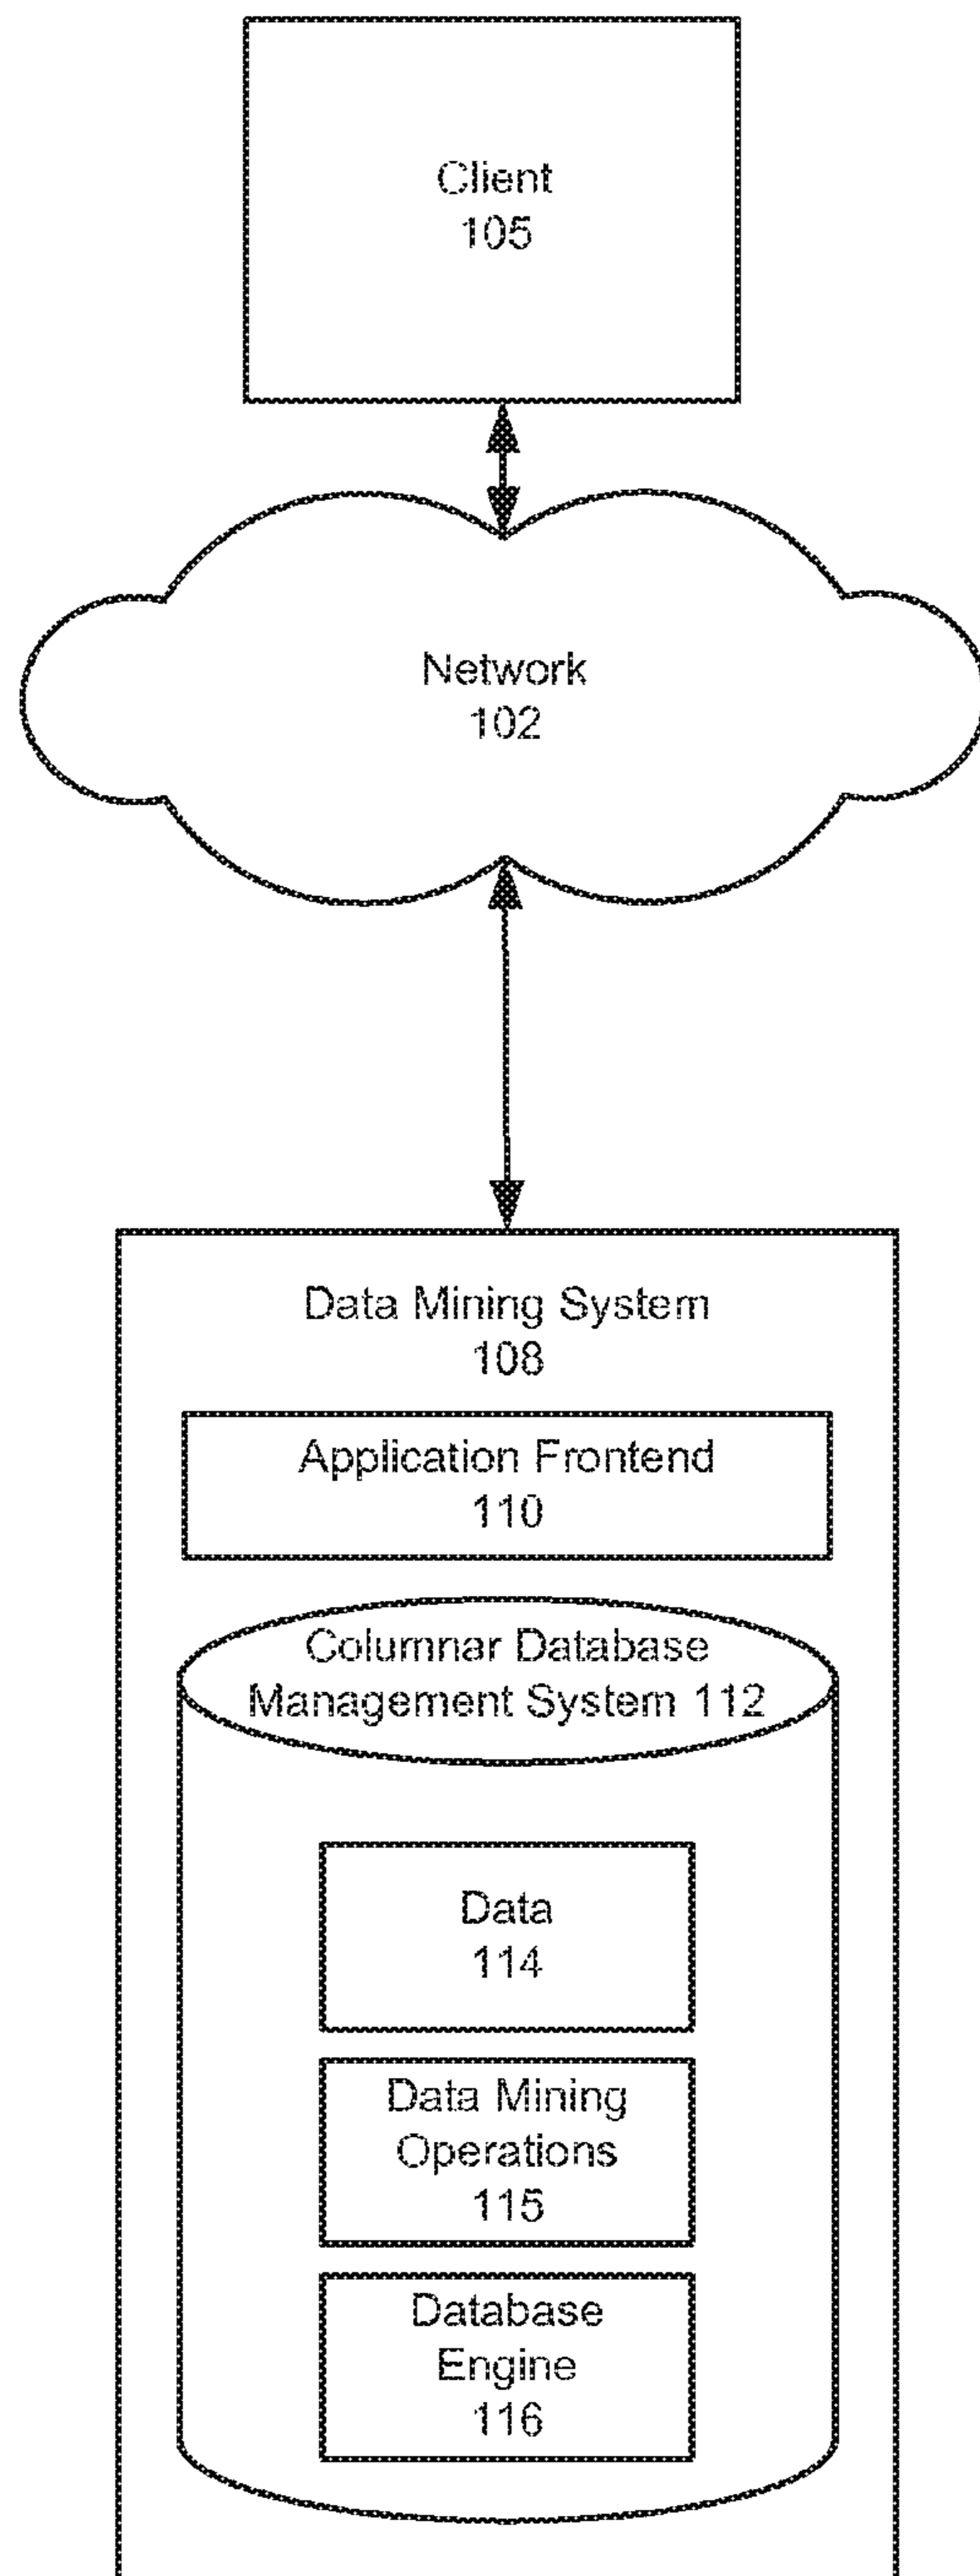 Client
105
Network
102
Data Mining System
108
Application Frontend
110
Columnar Database
Management System 112
Data
114
Data Mining
Operations
115
Database
Engine
116